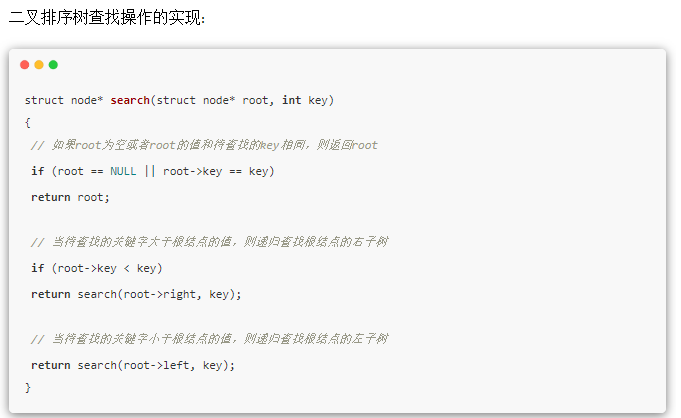 二叉排序树查找操作的实现：
struct node* search(struct node* root, int key)
{
// 如果root为空或者root的值和待查找的key相同，则返回root
if (root == NULL || root->key == key)
return root;
// 当待查找的关键字大于根结点的值，则递归查找根结点的右子树
if (root->key < key)
return search(root->right, key);
// 当待查找的关键字小于根结点的值，则递归查找根结点的左子树
return search(root->left, key);
}